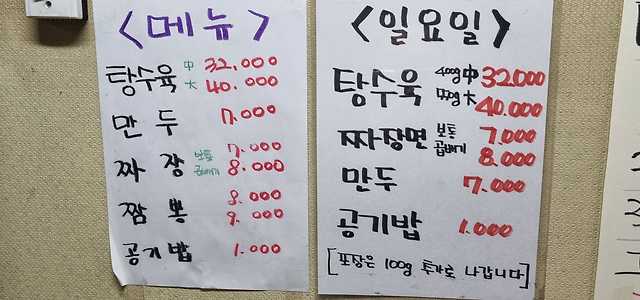 <메뉴>
탕수육 中 32.000
大 40.000
만두 7.000
짜장 보통 7.000
곱빼기 8.000
짬뽕 8.000
9.000
공기밥 1.000
<일요일>
탕수육 400g 中 32.000
大 40.000
짜장면 보통 7.000
곱빼기 8.000
만두 7.000
공기밥 1.000
[포장은 100g 추가로 나갑니다]